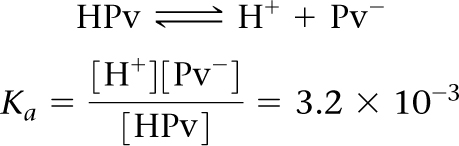 HPv ⇌ H⁺ + Pv⁻
Kₐ = [H⁺][Pv⁻] / [HPv] = 3.2 × 10⁻³